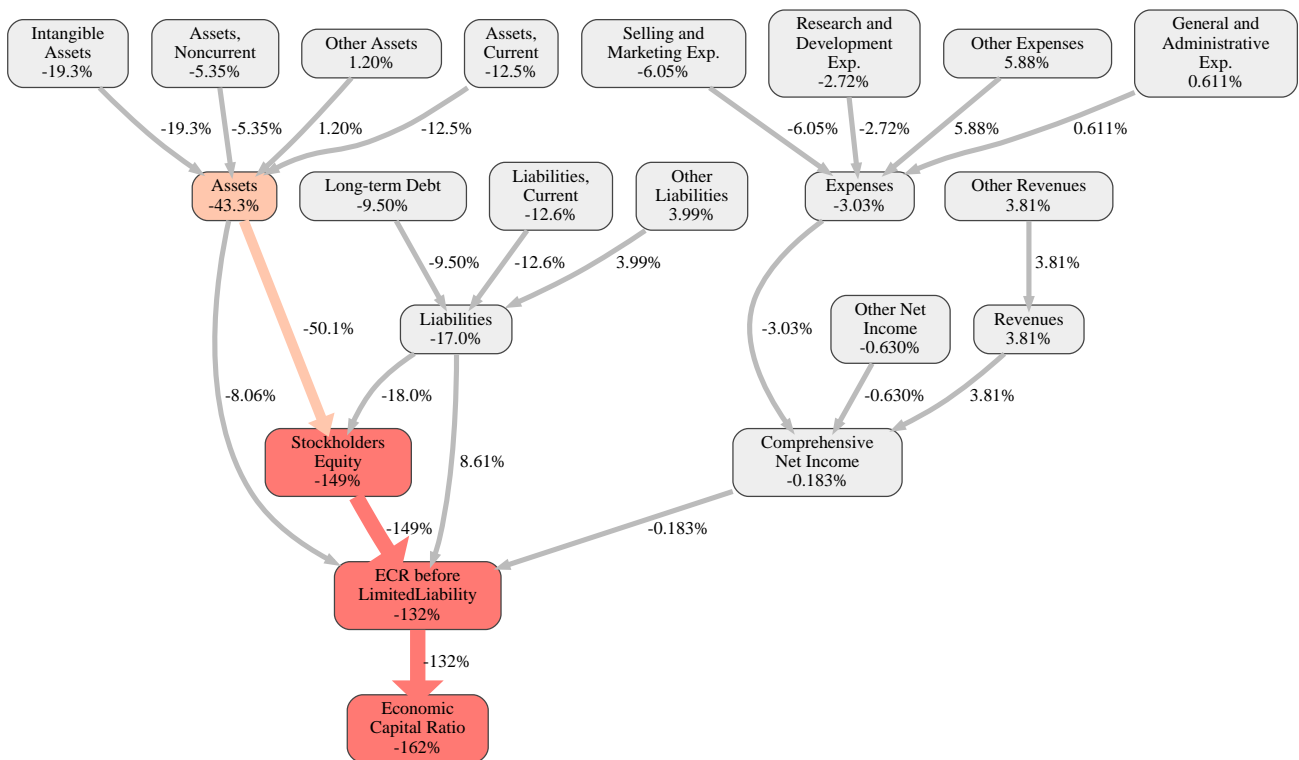 Intangible
Assets
-19.3%
Assets,
Noncurrent
-5.35%
Other Assets
1.20%
Assets,
Current
-12.5%
Selling and
Marketing Exp.
-6.05%
Research and
Development
Exp.
-2.72%
Other Expenses
5.88%
General and
Administrative
Exp.
0.611%
-19.3%
-5.35%
1.20%
-12.5%
-6.05%
-2.72%
5.88%
0.611%
Assets
-43.3%
Long-term Debt
-9.50%
Liabilities,
Current
-12.6%
Other
Liabilities
3.99%
Expenses
-3.03%
Other Revenues
3.81%
-9.50%
-12.6%
3.99%
3.81%
-50.1%
Liabilities
-17.0%
-3.03%
Other Net
Income
-0.630%
Revenues
3.81%
-8.06%
-18.0%
-0.630%
3.81%
Stockholders
Equity
-149%
8.61%
Comprehensive
Net Income
-0.183%
-149%
-0.183%
ECR before
LimitedLiability
-132%
-132%
Economic
Capital Ratio
-162%